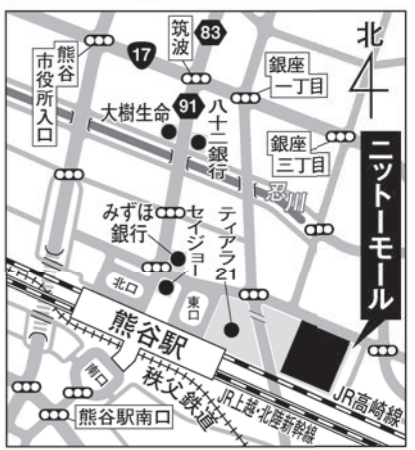 熊谷
市役所入口
17
筑波
83
銀座
一丁目
北
大樹生命
91
八十二銀行
銀座
三丁目
忍川
ニットーモール
みずほ
銀行
セイジョー
ティアラ
21
北口
東口
熊谷駅
南口
秩父鉄道
熊谷駅南口
JR上越・北陸新幹線
JR高崎線